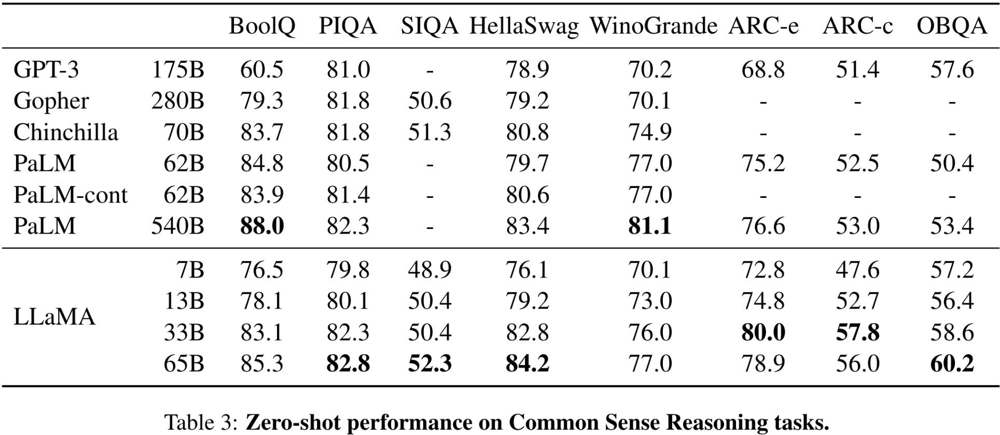 BoolQ PIQA SIQA HellaSwag WinoGrande ARC-e ARC-c OBQA
GPT-3 175B 60.5 81.0 - 78.9 70.2 68.8 51.4 57.6
Gopher 280B 79.3 81.8 50.6 79.2 70.1 - - -
Chinchilla 70B 83.7 81.8 51.3 80.8 74.9 - - -
PaLM 62B 84.8 80.5 - 79.7 77.0 75.2 52.5 50.4
PaLM-cont 62B 83.9 81.4 - 80.6 77.0 - - -
PaLM 540B 88.0 82.3 - 83.4 81.1 76.6 53.0 53.4
LLaMA
7B 76.5 79.8 48.9 76.1 70.1 72.8 47.6 57.2
13B 78.1 80.1 50.4 79.2 73.0 74.8 52.7 56.4
33B 83.1 82.3 50.4 82.8 76.0 80.0 57.8 58.6
65B 85.3 82.8 52.3 84.2 77.0 78.9 56.0 60.2
Table 3: Zero-shot performance on Common Sense Reasoning tasks.